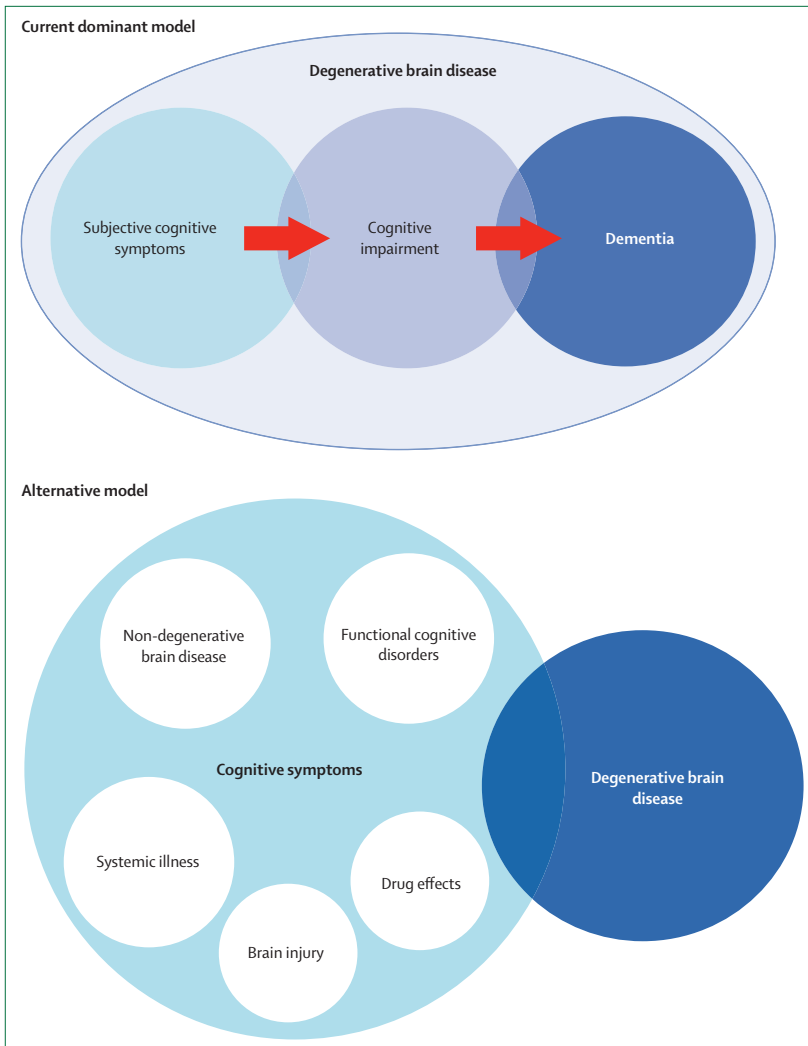 Current dominant model
Degenerative brain disease
Subjective cognitive
symptoms
Cognitive
impairment
Dementia
Alternative model
Non-degenerative
brain disease
Functional cognitive
disorders
Cognitive symptoms
Degenerative brain
disease
Systemic illness
Drug effects
Brain injury